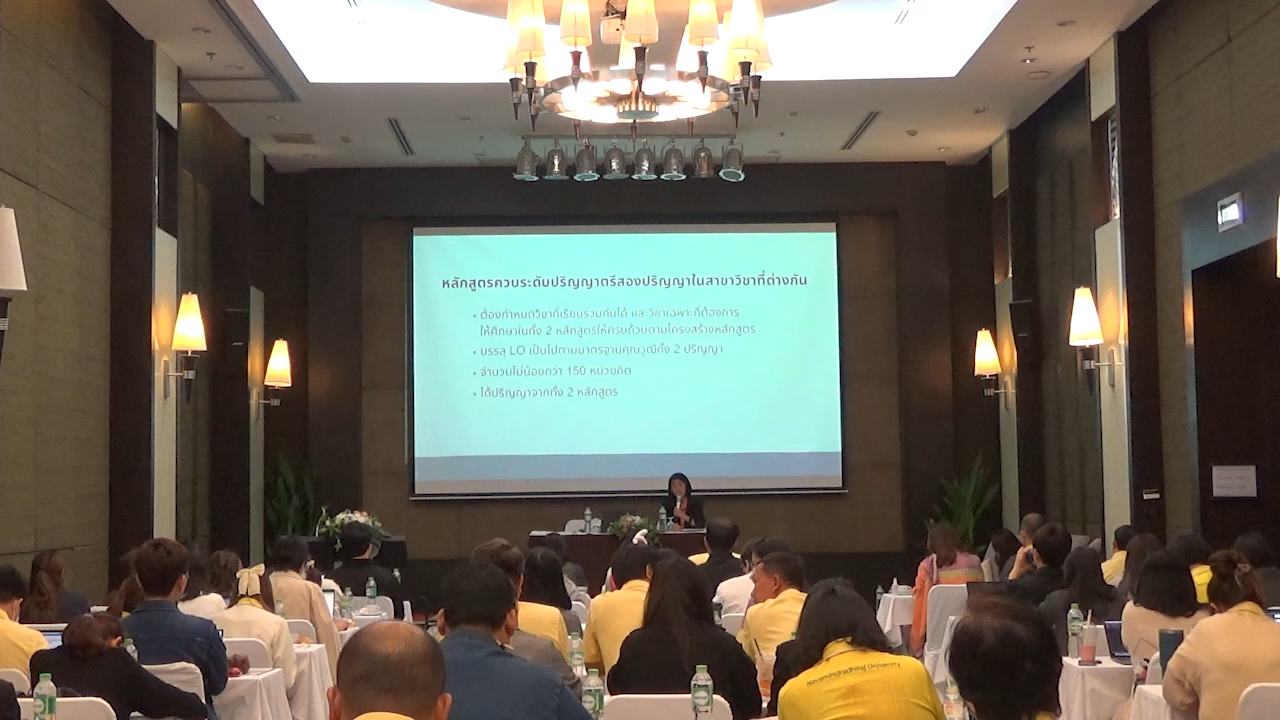 หลักสูตรควบระดับปริญญาตรีสองปริญญาในสาขาวิชาที่ต่างกัน
• ต้องกำหนดวิชาที่เรียนร่วมกันได้ และวิชาเฉพาะที่ต้องการ
ให้ศึกษาในทั้ง 2 หลักสูตรให้ครบถ้วนตามโครงสร้างหลักสูตร
• บรรลุ LO เป็นไปตามมาตรฐานคุณวุฒิทั้ง 2 ปริญญา
• จำนวนไม่น้อยกว่า 150 หน่วยกิต
• ได้ปริญญาจากทั้ง 2 หลักสูตร
Navamindradhiraj University